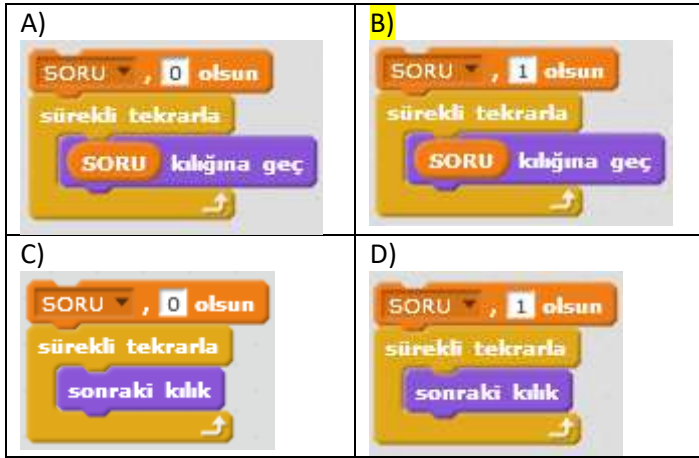 A)
SORU , 0 olsun
sürekli tekrarla
SORU kılığına geç
B)
SORU , 1 olsun
sürekli tekrarla
SORU kılığına geç
C)
SORU , 0 olsun
sürekli tekrarla
sonraki kılık
D)
SORU , 1 olsun
sürekli tekrarla
sonraki kılık